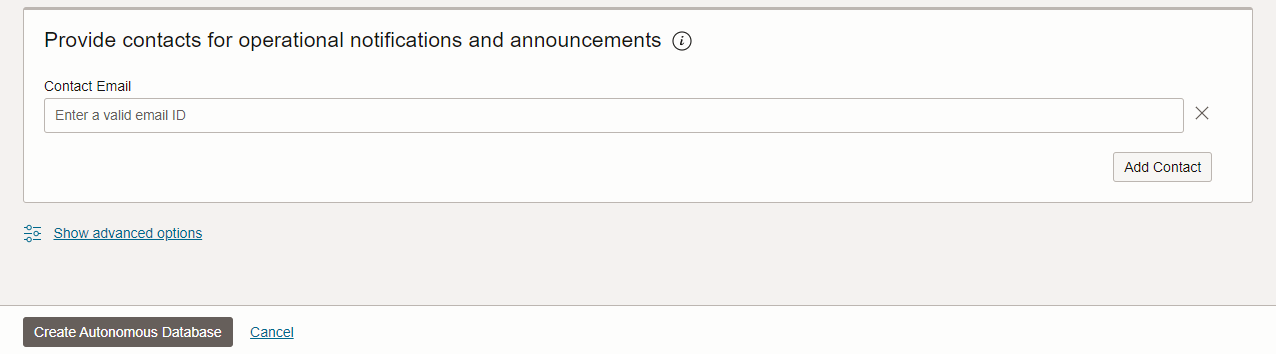 Provide contacts for operational notifications and announcements
Contact Email
Enter a valid email ID
Add Contact
Show advanced options
Create Autonomous Database Cancel